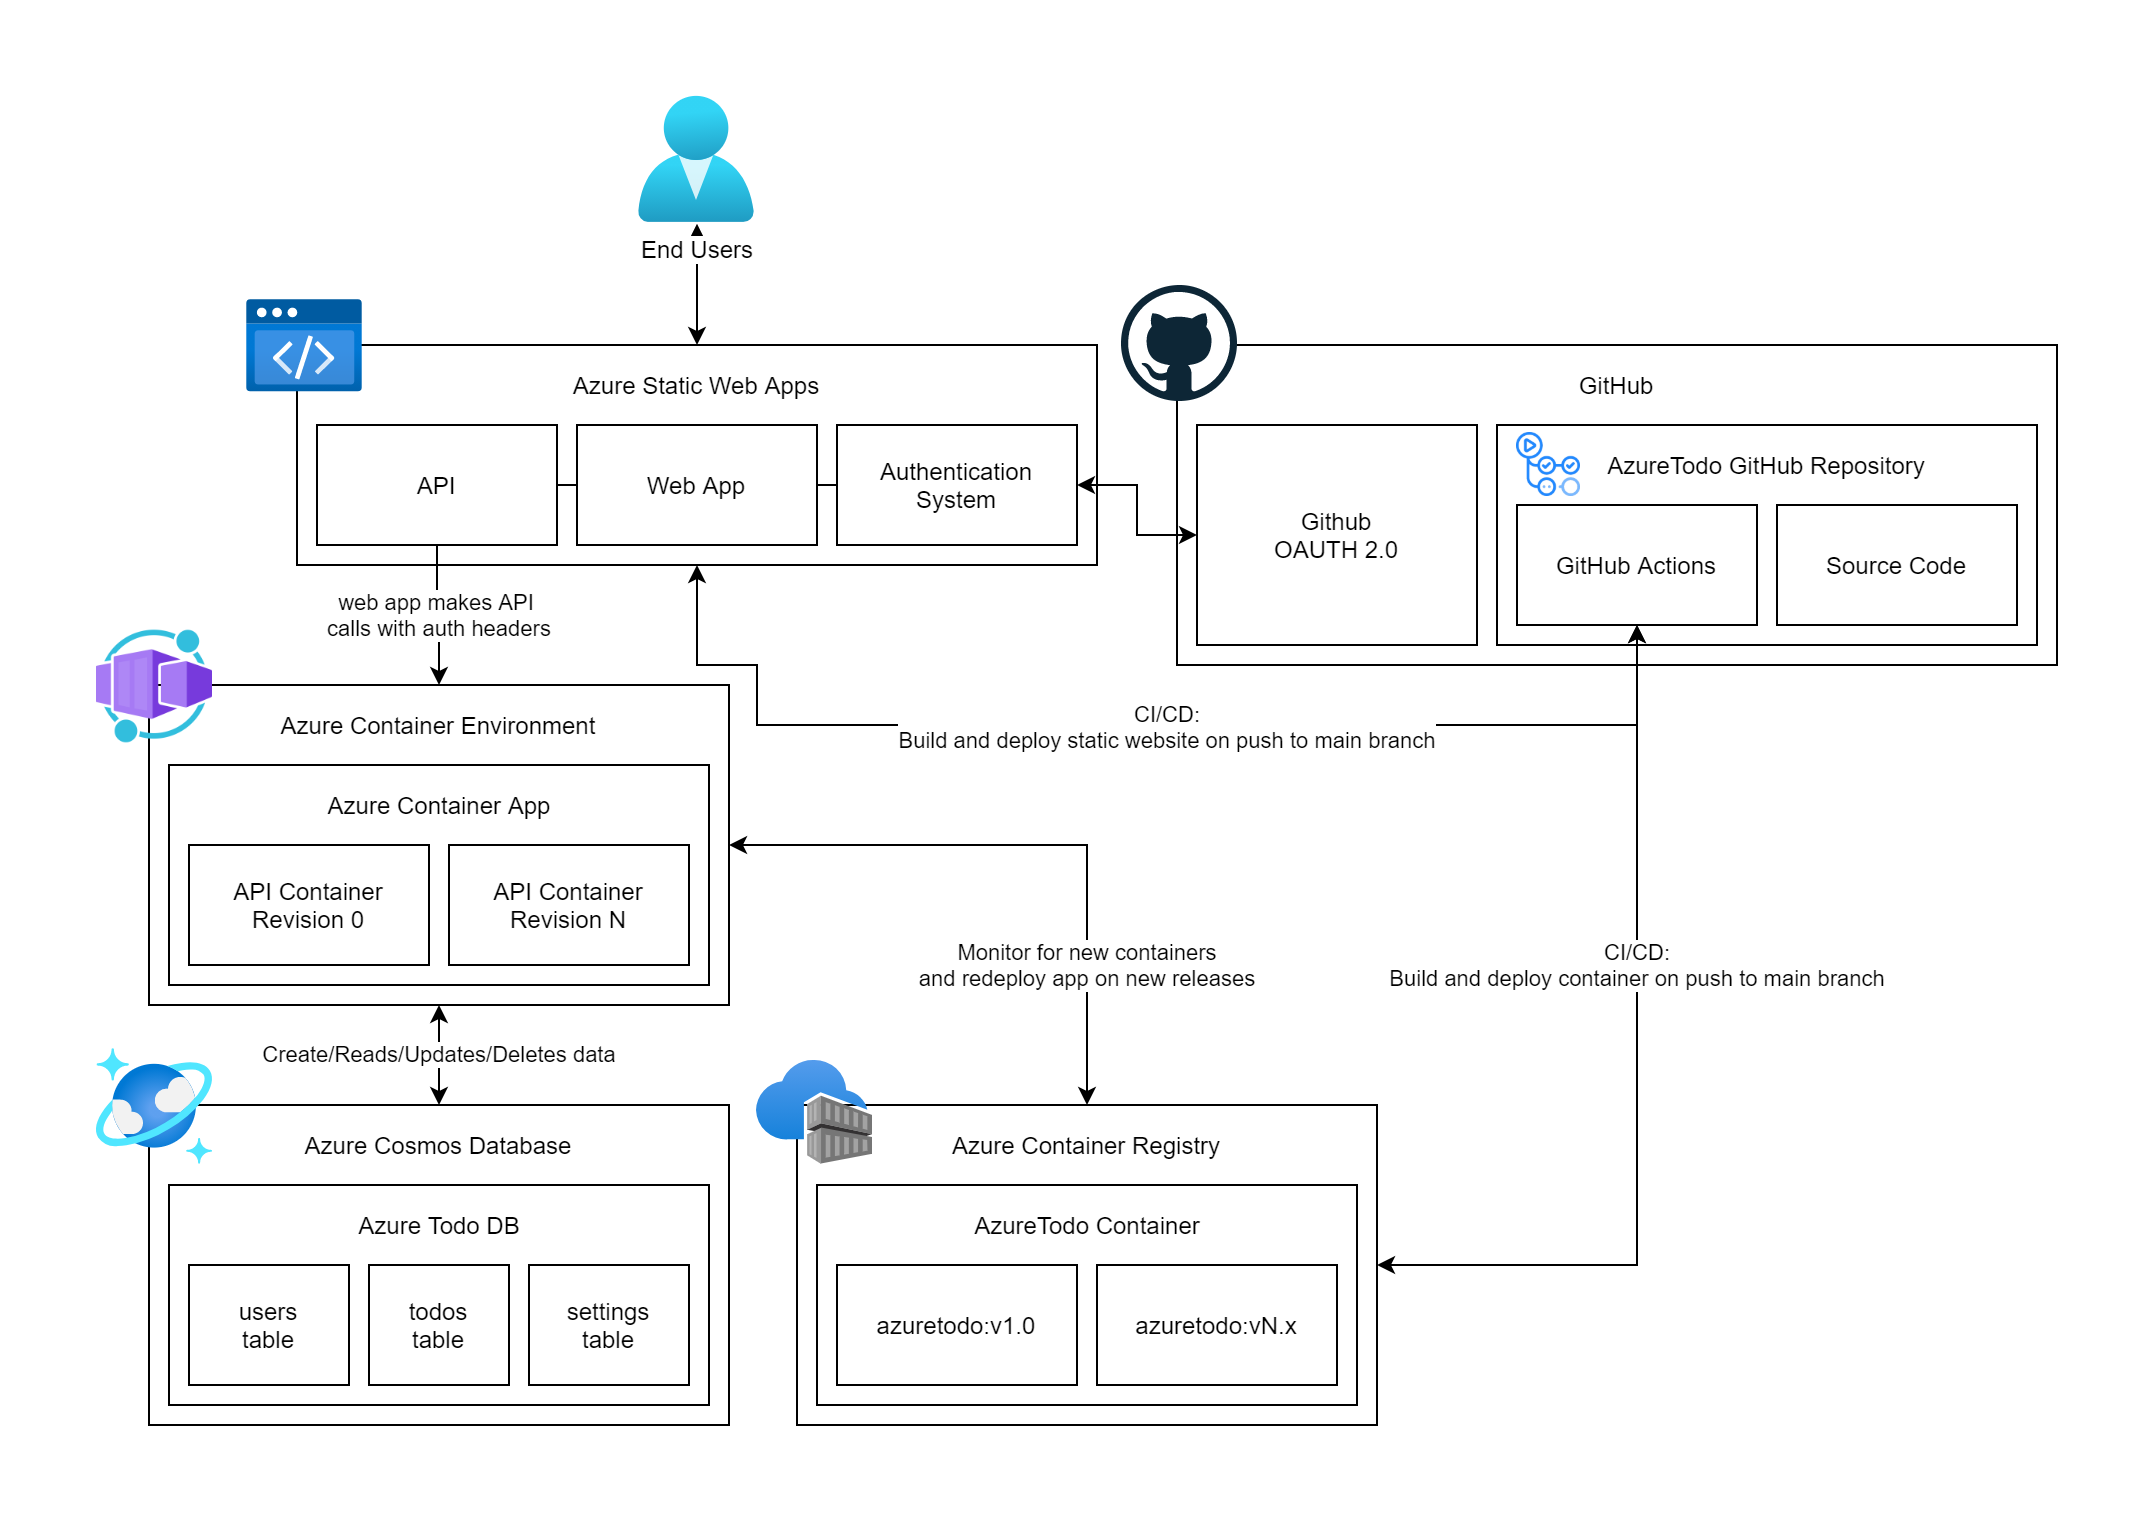 End Users
Azure Static Web Apps
API
Web App
Authentication
System
GitHub
Github
OAUTH 2.0
AzureTodo GitHub Repository
GitHub Actions
Source Code
web app makes API
calls with auth headers
CI/CD:
Build and deploy static website on push to main branch
Azure Container Environment
Azure Container App
API Container
Revision 0
API Container
Revision N
Monitor for new containers
and redeploy app on new releases
CI/CD:
Build and deploy container on push to main branch
Create/Reads/Updates/Deletes data
Azure Cosmos Database
Azure Todo DB
users
table
todos
table
settings
table
Azure Container Registry
AzureTodo Container
azuretodo:v1.0
azuretodo:vN.x